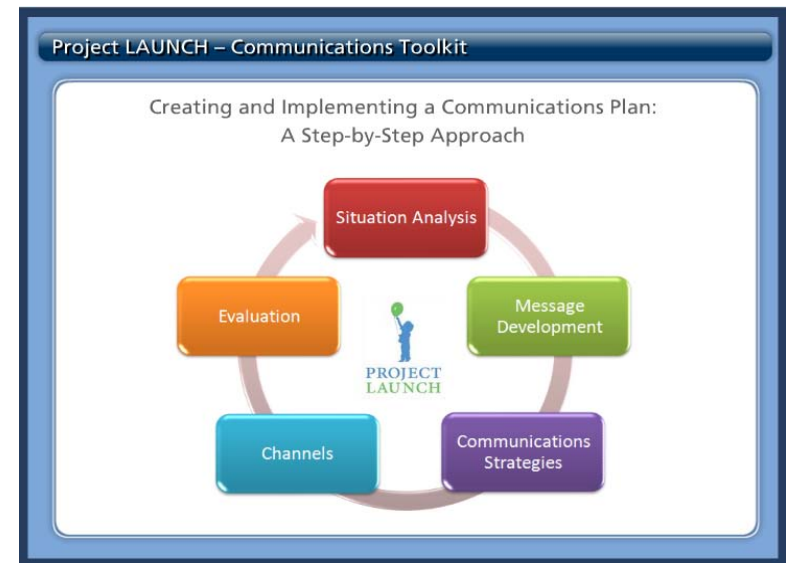 Project LAUNCH – Communications Toolkit
Creating and Implementing a Communications Plan:
A Step-by-Step Approach
Situation Analysis
Message
Development
Communications
Strategies
Channels
Evaluation
PROJECT
LAUNCH